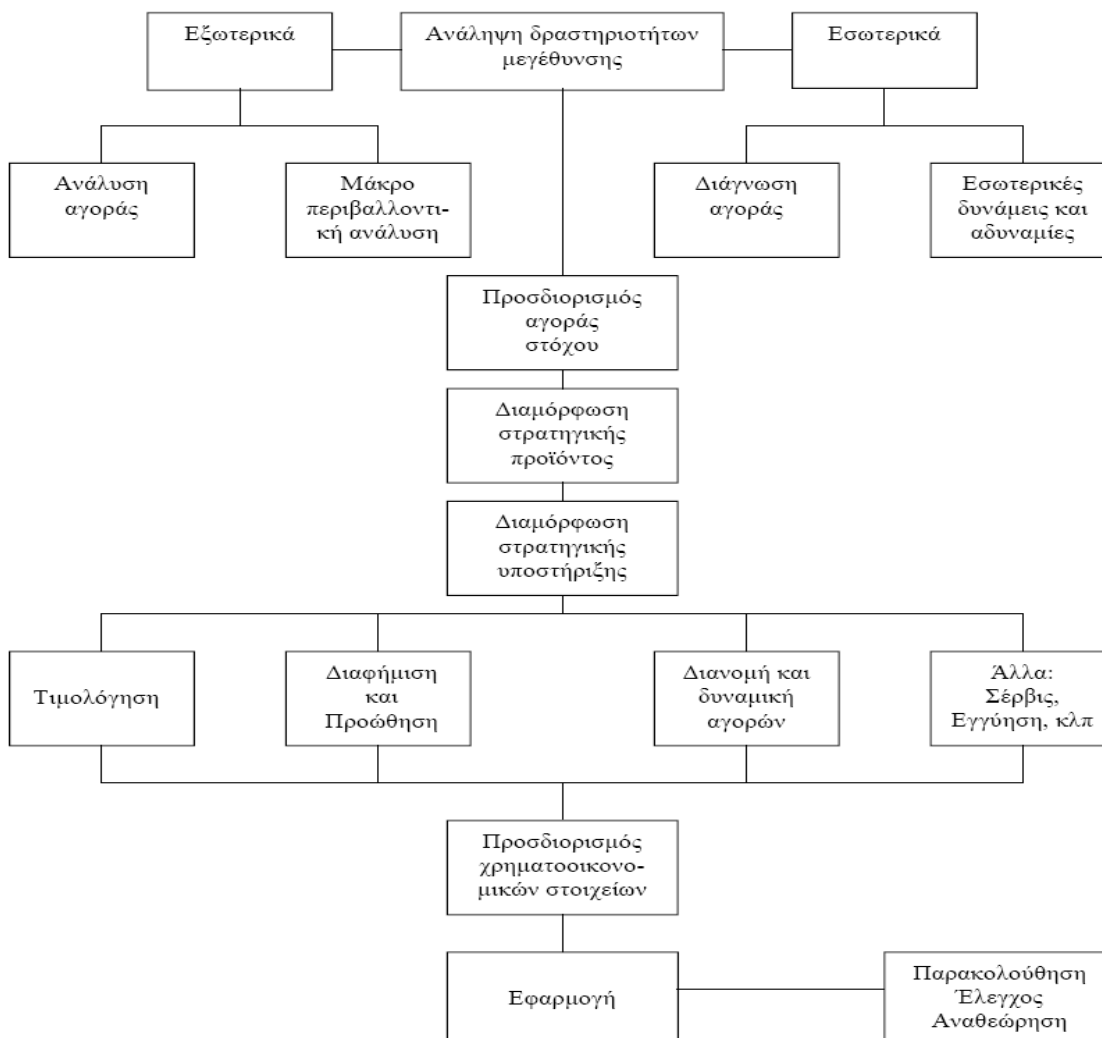 Εξωτερικά
Ανάληψη δραστηριοτήτων
μεγέθυνσης
Εσωτερικά
Ανάλυση
αγοράς
Μάκρο
περιβαλλοντι-
κή ανάλυση
Διάγνωση
αγοράς
Εσωτερικές
δυνάμεις και
αδυναμίες
Προσδιορισμός
αγοράς
στόχου
Διαμόρφωση
στρατηγικής
προϊόντος
Διαμόρφωση
στρατηγικής
υποστήριξης
Τιμολόγηση
Διαφήμιση
και
Προώθηση
Διανομή και
δυναμική
αγορών
Άλλα:
Σέρβις,
Εγγύηση, κλπ
Προσδιορισμός
χρηματοοικονο-
μικών στοιχείων
Εφαρμογή
Παρακολούθηση
Έλεγχος
Αναθεώρηση